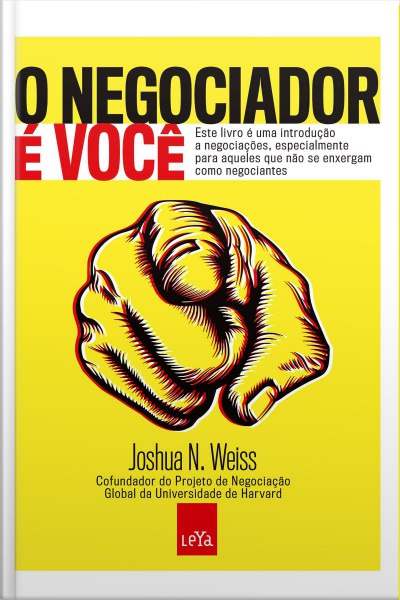 O NEGOCIADOR
É VOCÊ
Este livro é uma introdução
a negociações, especialmente
para aqueles que não se enxergam
como negociantes
Joshua N. Weiss
Cofundador do Projeto de Negociação
Global da Universidade de Harvard
LeYa